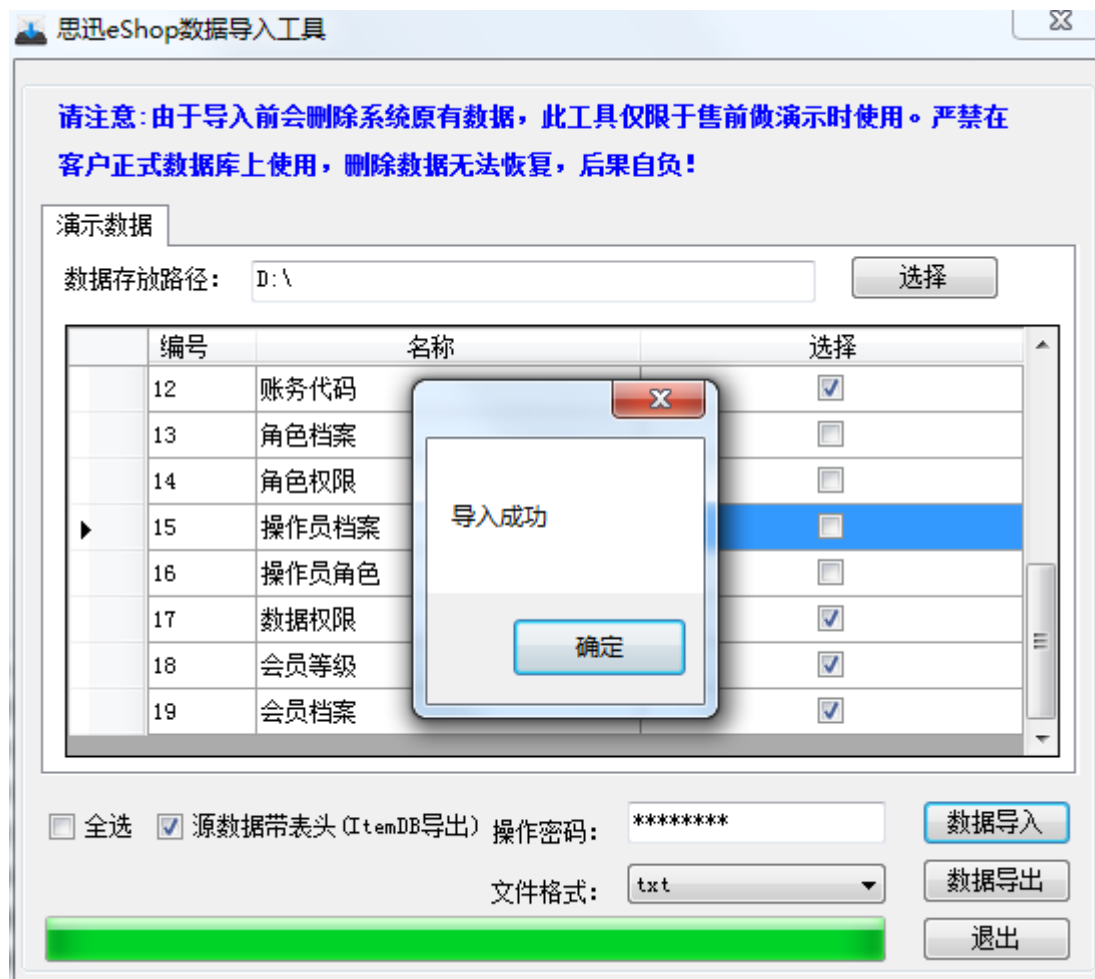 思迅eShop数据导入工具
请注意:由于导入前会删除系统原有数据，此工具仅限于售前做演示时使用。严禁在
客户正式数据库上使用，删除数据无法恢复，后果自负!
演示数据
数据存放路径: D:\ 选择
编号 名称 选择
12 账务代码
13 角色档案
14 角色权限
15 操作员档案
16 操作员角色
17 数据权限
18 会员等级
19 会员档案
导入成功
确定
全选 源数据带表头(ItemDB导出) 操作密码: ******** 数据导入
文件格式: txt 数据导出
退出